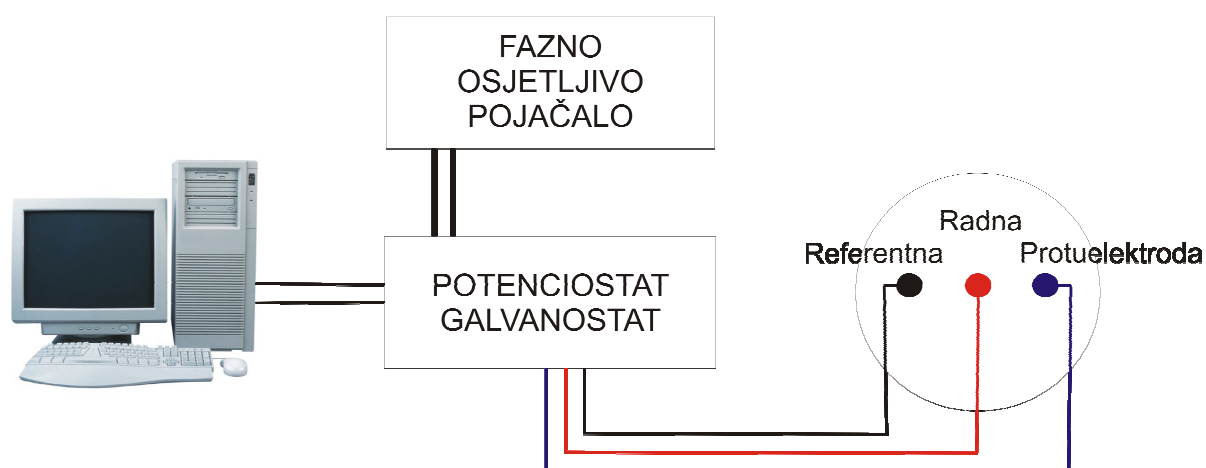 FAZNO
OSJETLJIVO
POJAČALO
Radna
Referentna
Protuelektroda
POTENCIOSTAT
GALVANOSTAT